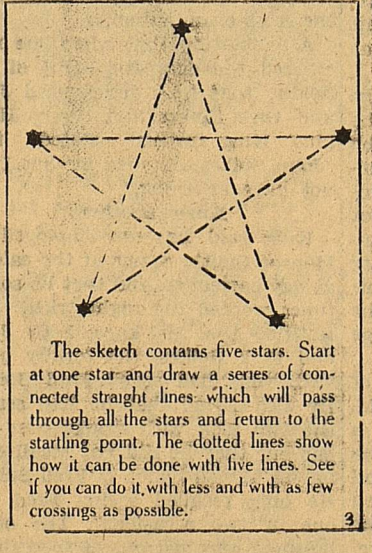 The sketch contains five stars. Start
at one star and draw a series of con-
nected straight lines which will pass
through all the stars and return to the
startling point. The dotted lines show
how it can be done with five lines. See
if you can do it with less and with as few
crossings as possible.
3